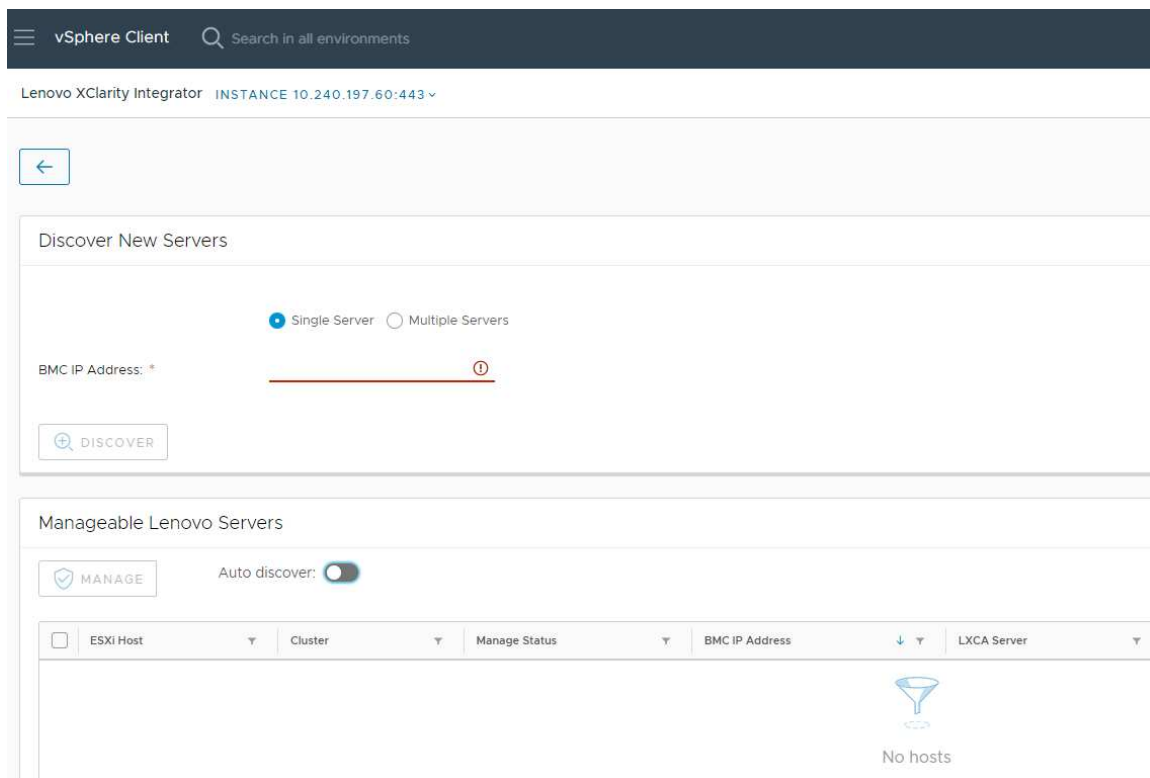 vSphere Client Search in all environments
Lenovo XClarity Integrator INSTANCE 10.240.197.60:443
Discover New Servers
Single Server Multiple Servers
BMC IP Address: *
DISCOVER
Manageable Lenovo Servers
MANAGE Auto discover:
ESXi Host Cluster Manage Status BMC IP Address LXCA Server
No hosts